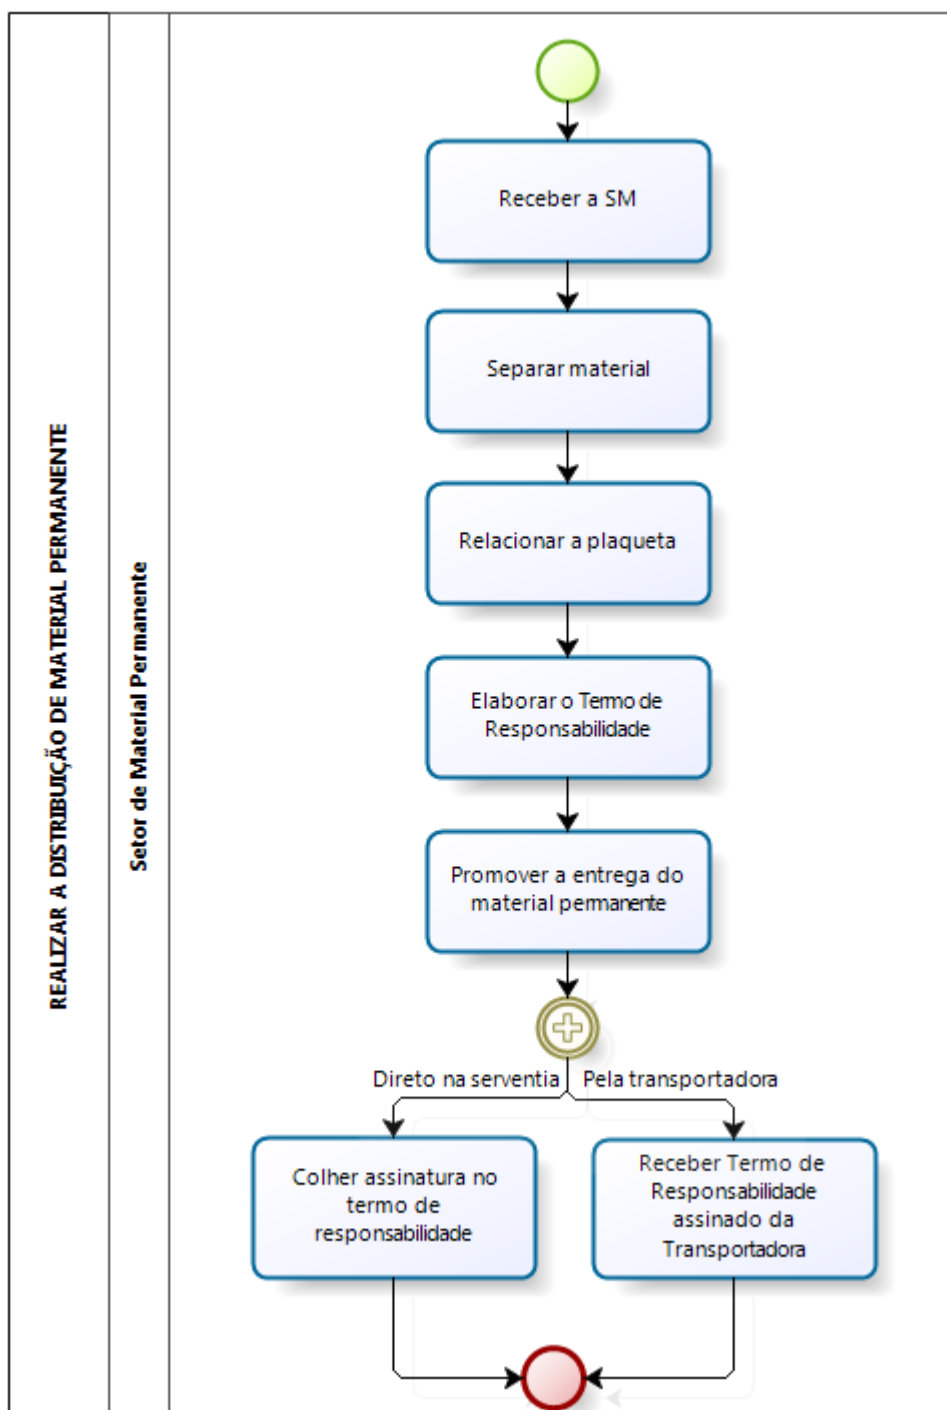 REALIZAR A DISTRIBUIÇÃO DE MATERIAL PERMANENTE
Setor de Material Permanente
Receber a SM
Separar material
Relacionar a plaqueta
Elaborar o Termo de
Responsabilidade
Promover a entrega do
material permanente
Direto na serventia
Pela transportadora
Colher assinatura no
termo de
responsabilidade
Receber Termo de
Responsabilidade
assinado da
Transportadora